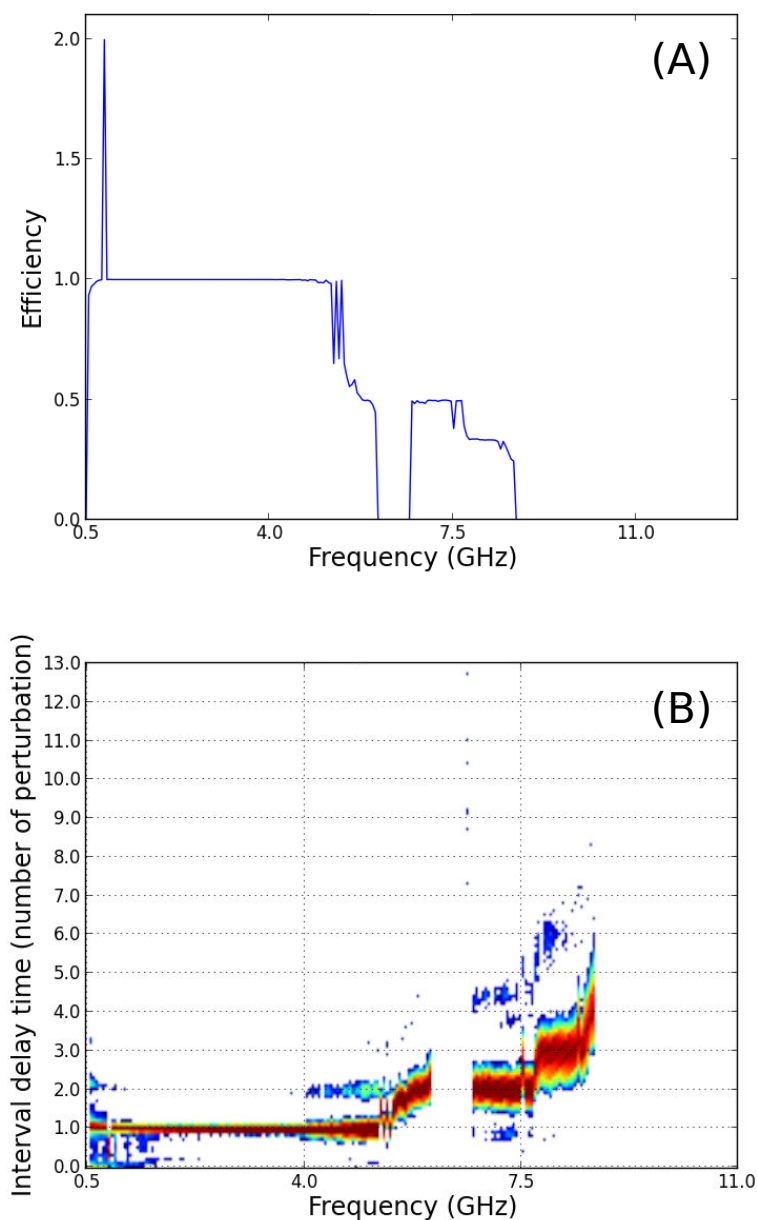 (A)
2.0
1.5
1.0
0.5
0.0
Efficiency
0.5 4.0 7.5 11.0
Frequency (GHz)
(B)
13.0
12.0
11.0
10.0
9.0
8.0
7.0
6.0
5.0
4.0
3.0
2.0
1.0
0.0
Interval delay time (number of perturbation)
0.5 4.0 7.5 11.0
Frequency (GHz)